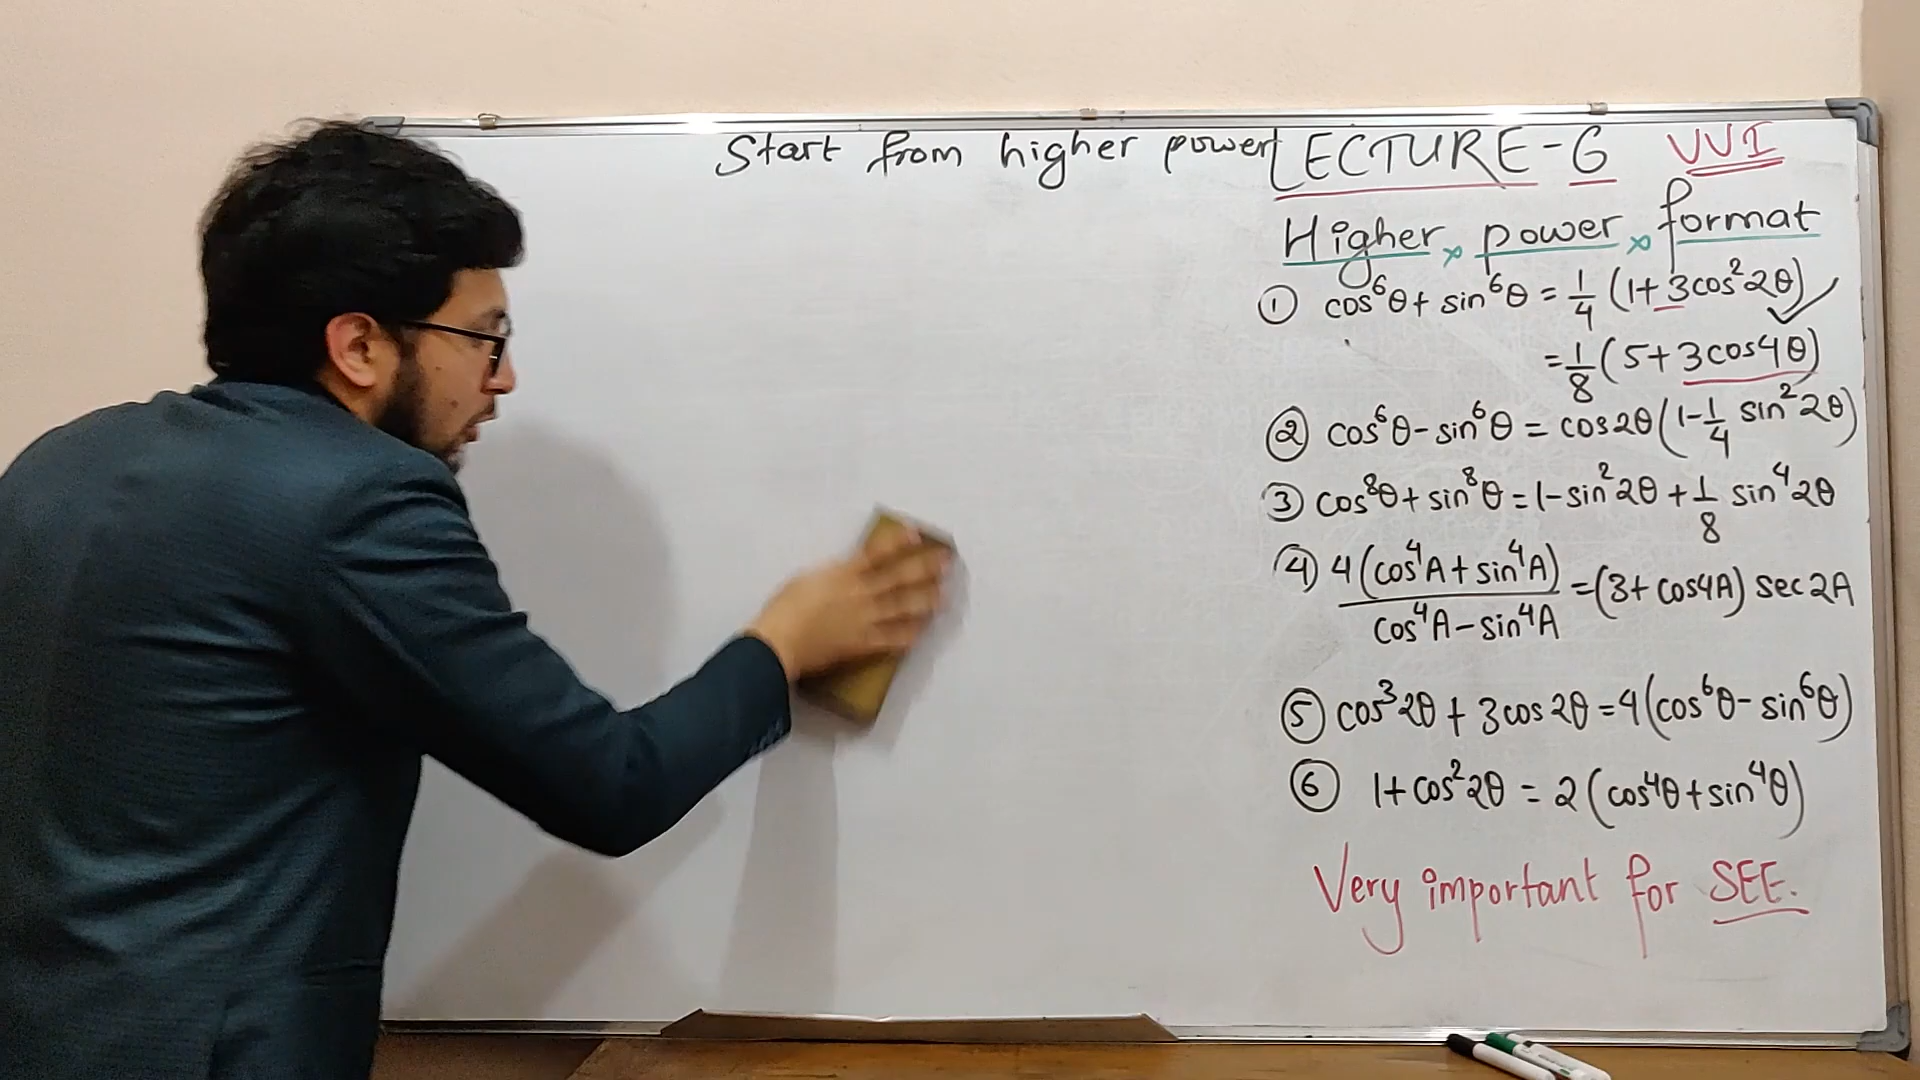 Start from higher power LECTURE-6 VVI
Higher power format
① cos⁶θ + sin⁶θ = 1/4 (1+3cos²2θ)
= 1/8 (5+3cos4θ)
② cos⁶θ - sin⁶θ = cos2θ (1 - 1/4 sin²2θ)
③ cos⁸θ + sin⁸θ = 1 - sin²2θ + 1/8 sin⁴2θ
④ 4(cos⁴A + sin⁴A) / cos⁴A - sin⁴A = (3 + cos4A) sec2A
⑤ cos³2θ + 3cos2θ = 4(cos⁶θ - sin⁶θ)
⑥ 1 + cos²2θ = 2(cos⁴θ + sin⁴θ)
Very important for SEE.